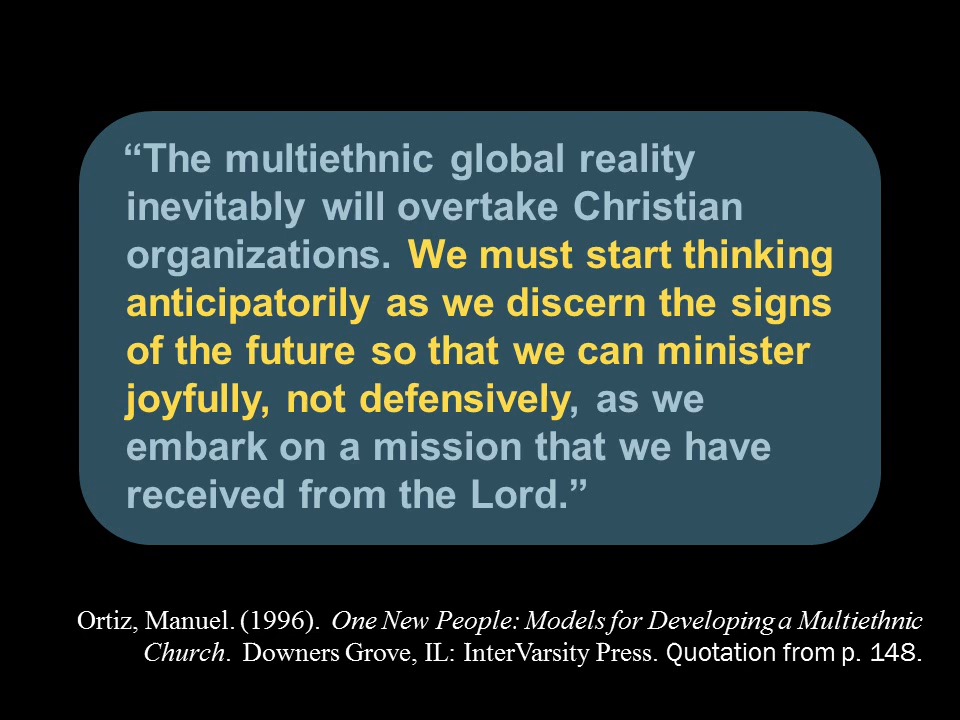 “The multiethnic global reality
inevitably will overtake Christian
organizations. We must start thinking
anticipatorily as we discern the signs
of the future so that we can minister
joyfully, not defensively, as we
embark on a mission that we have
received from the Lord.”
Ortiz, Manuel. (1996). One New People: Models for Developing a Multiethnic
Church. Downers Grove, IL: InterVarsity Press. Quotation from p. 148.